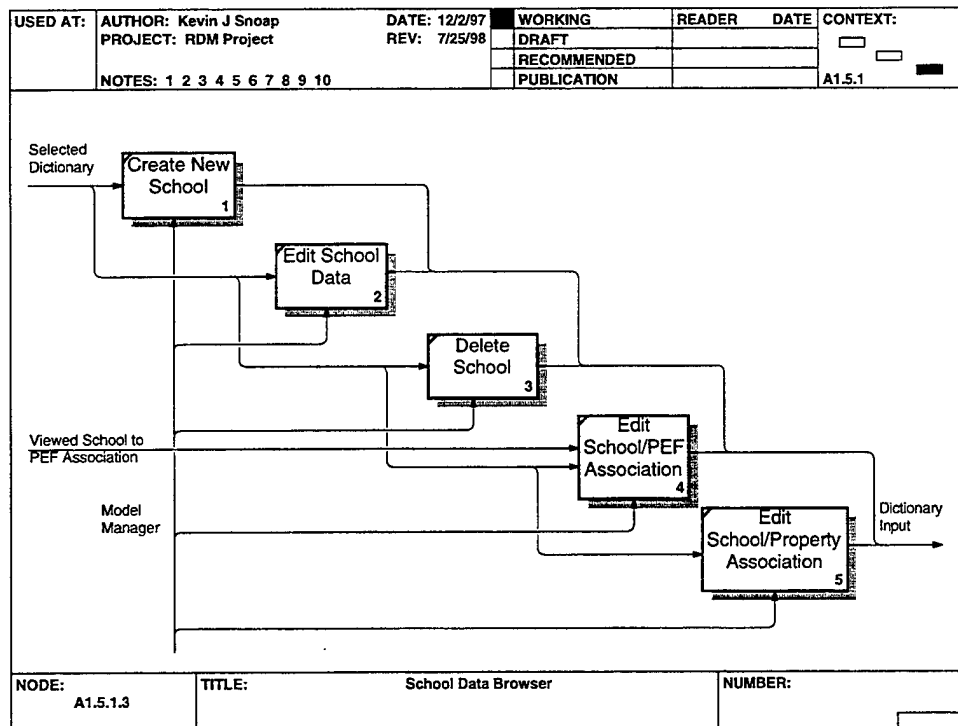 USED AT:
AUTHOR: Kevin J Snoap
DATE: 12/2/97
WORKING
READER
DATE
CONTEXT:
PROJECT: RDM Project
REV: 7/25/98
DRAFT
RECOMMENDED
NOTES: 1 2 3 4 5 6 7 8 9 10
PUBLICATION
A1.5.1
Selected
Dictionary
Create New
School
1
Edit School
Data
2
Delete
School
3
Viewed School to
PEF Association
Edit
School/PEF
Association
4
Model
Manager
Edit
School/Property
Association
5
Dictionary
Input
NODE:
A1.5.1.3
TITLE:
School Data Browser
NUMBER: